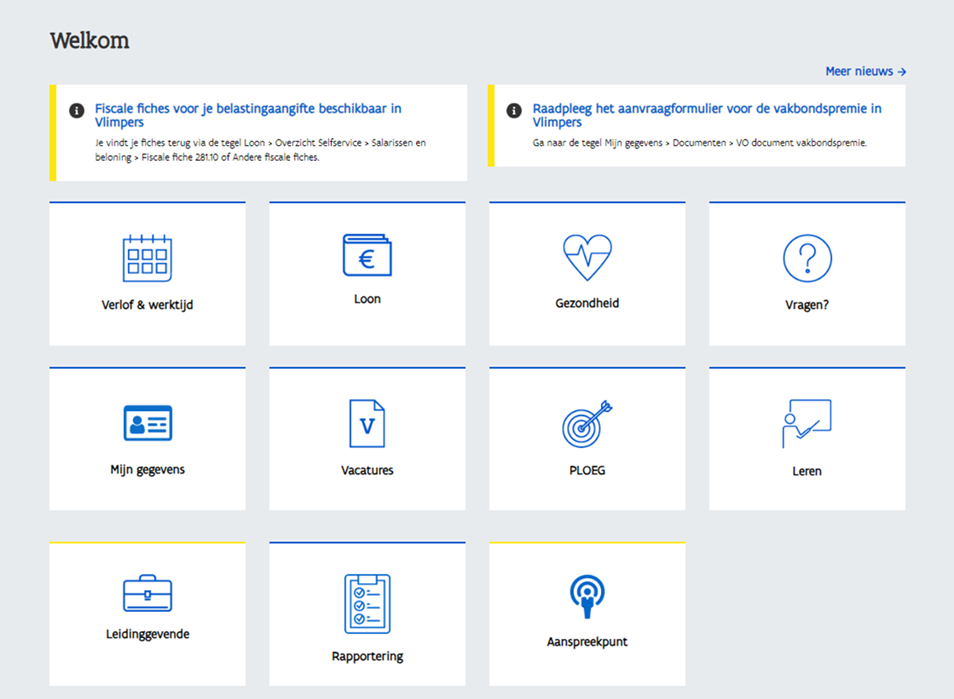 Welkom
Meer nieuws →
Fiscale fiches voor je belastingaangifte beschikbaar in
Vlimpers
Je vindt je fiches terug via de tegel Loon > Overzicht Selfservice > Salarissen en
beloning > Fiscale fiche 281.10 of Andere fiscale fiches.
Raadpleeg het aanvraagformulier voor de vakbondspremie in
Vlimpers
Ga naar de tegel Mijn gegevens > Documenten > VO document vakbondspremie.
Verlof & werktijd
€
Loon
Gezondheid
?
Vragen?
Mijn gegevens
V
Vacatures
PLOEG
Leren
Leidinggevende
Rapportering
Aanspreekpunt